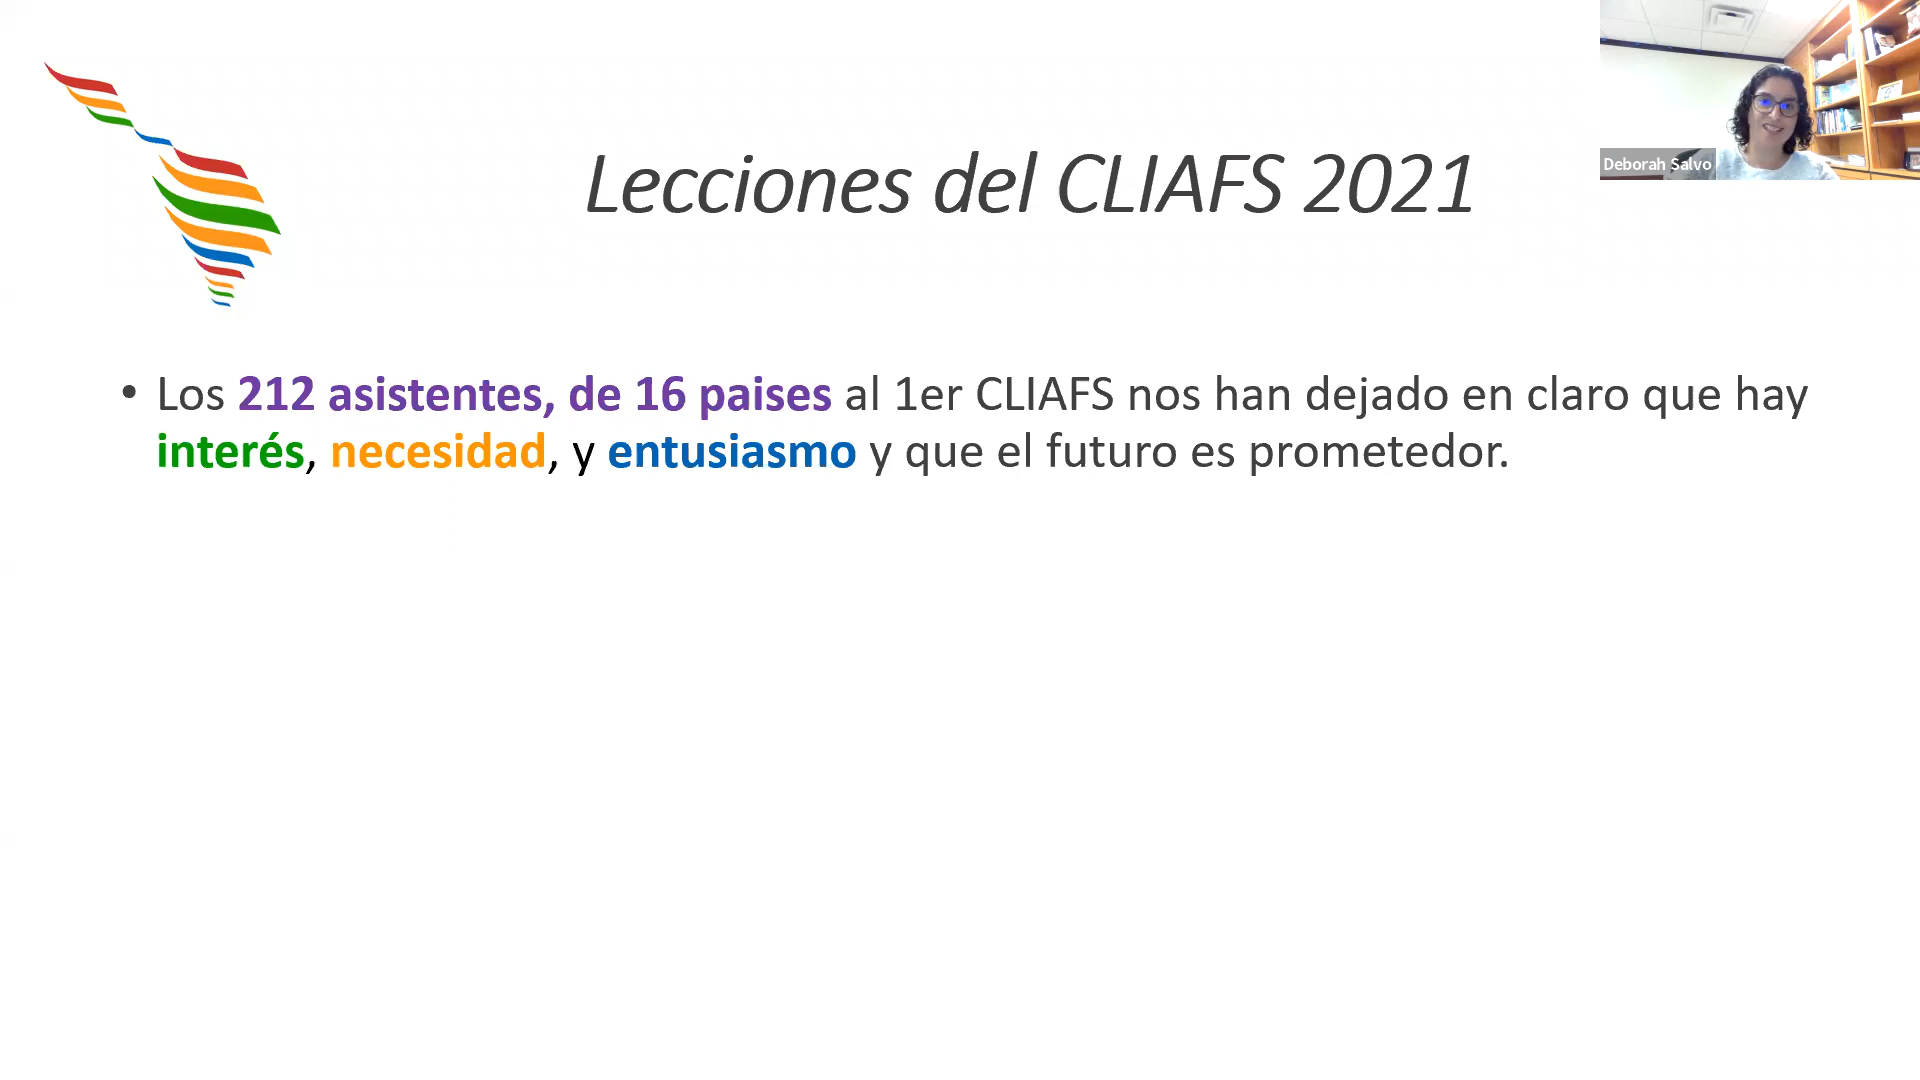 Deborah Salvo
Lecciones del CLIAFS 2021
• Los 212 asistentes, de 16 paises al 1er CLIAFS nos han dejado en claro que hay
interés, necesidad, y entusiasmo y que el futuro es prometedor.